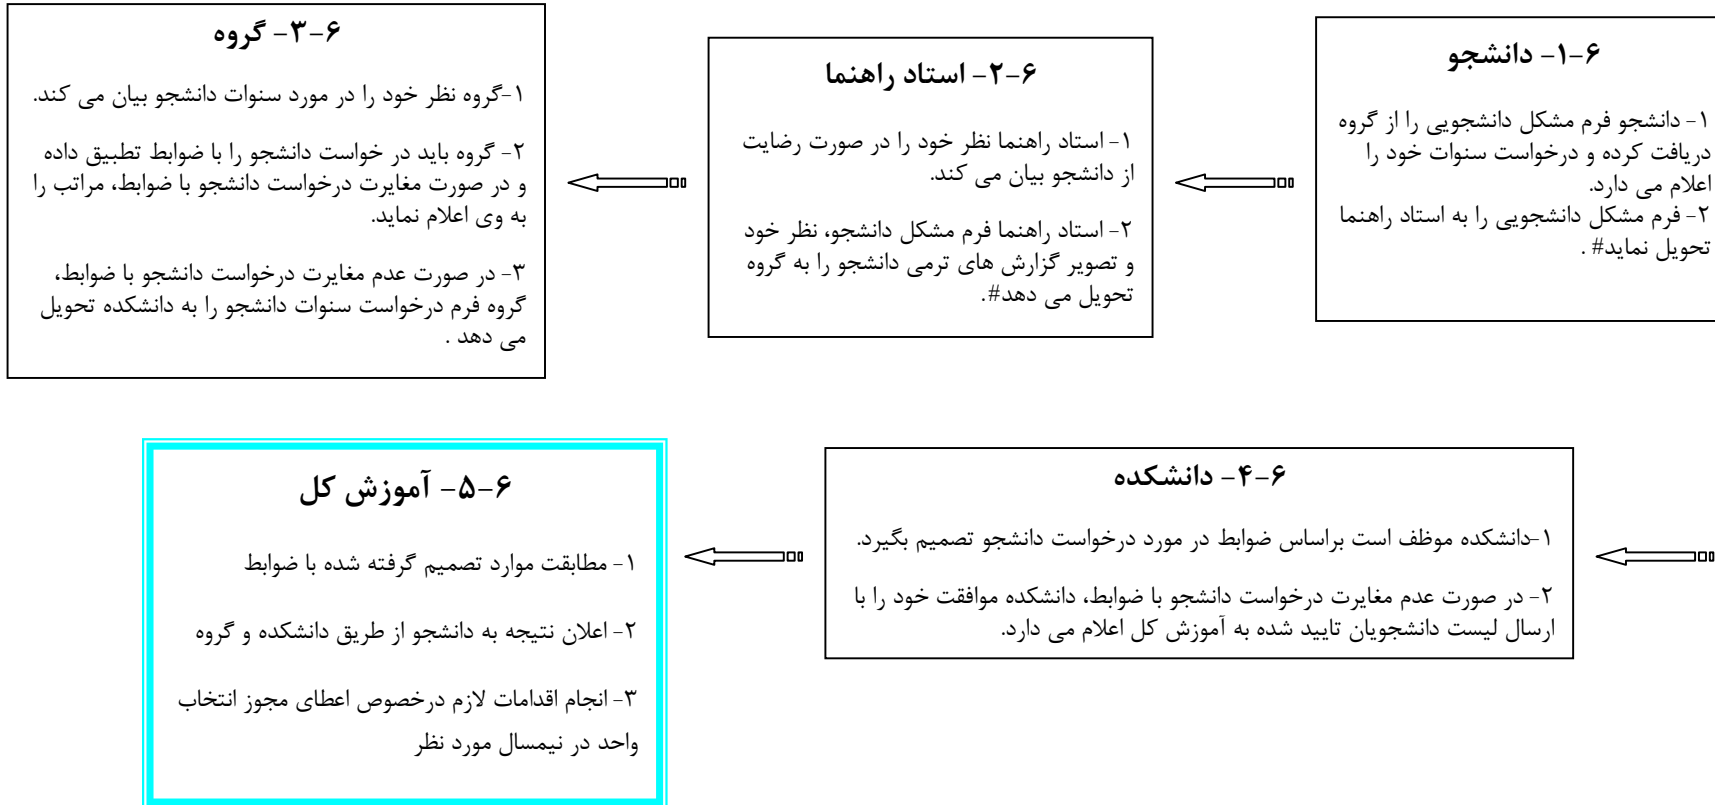 ۶-۱- دانشجو
۱- دانشجو فرم مشکل دانشجویی را از گروه
دریافت کرده و درخواست سنوات خود را
اعلام می دارد.
۲- فرم مشکل دانشجویی را به استاد راهنما
تحویل نماید# .
۶-۲- استاد راهنما
۱- استاد راهنما نظر خود را در صورت رضایت
از دانشجو بیان می کند.
۲- استاد راهنما فرم مشکل دانشجو، نظر خود
و تصویر گزارش های ترمی دانشجو را به گروه
تحویل می دهد#.
۶-۳- گروه
۱-گروه نظر خود را در مورد سنوات دانشجو بیان می کند.
۲- گروه باید در خواست دانشجو را با ضوابط تطبیق داده
و در صورت مغایرت درخواست دانشجو با ضوابط، مراتب را
به وی اعلام نماید.
۳- در صورت عدم مغایرت درخواست دانشجو با ضوابط،
گروه فرم درخواست سنوات دانشجو را به دانشکده تحویل
می دهد .
۶-۴- دانشکده
۱-دانشکده موظف است براساس ضوابط در مورد درخواست دانشجو تصمیم بگیرد.
۲- در صورت عدم مغایرت درخواست دانشجو با ضوابط، دانشکده موافقت خود را با
ارسال لیست دانشجویان تایید شده به آموزش کل اعلام می دارد.
۶-۵- آموزش کل
۱- مطابقت موارد تصمیم گرفته شده با ضوابط
۲- اعلان نتیجه به دانشجو از طریق دانشکده و گروه
۳- انجام اقدامات لازم درخصوص اعطای مجوز انتخاب
واحد در نیمسال مورد نظر